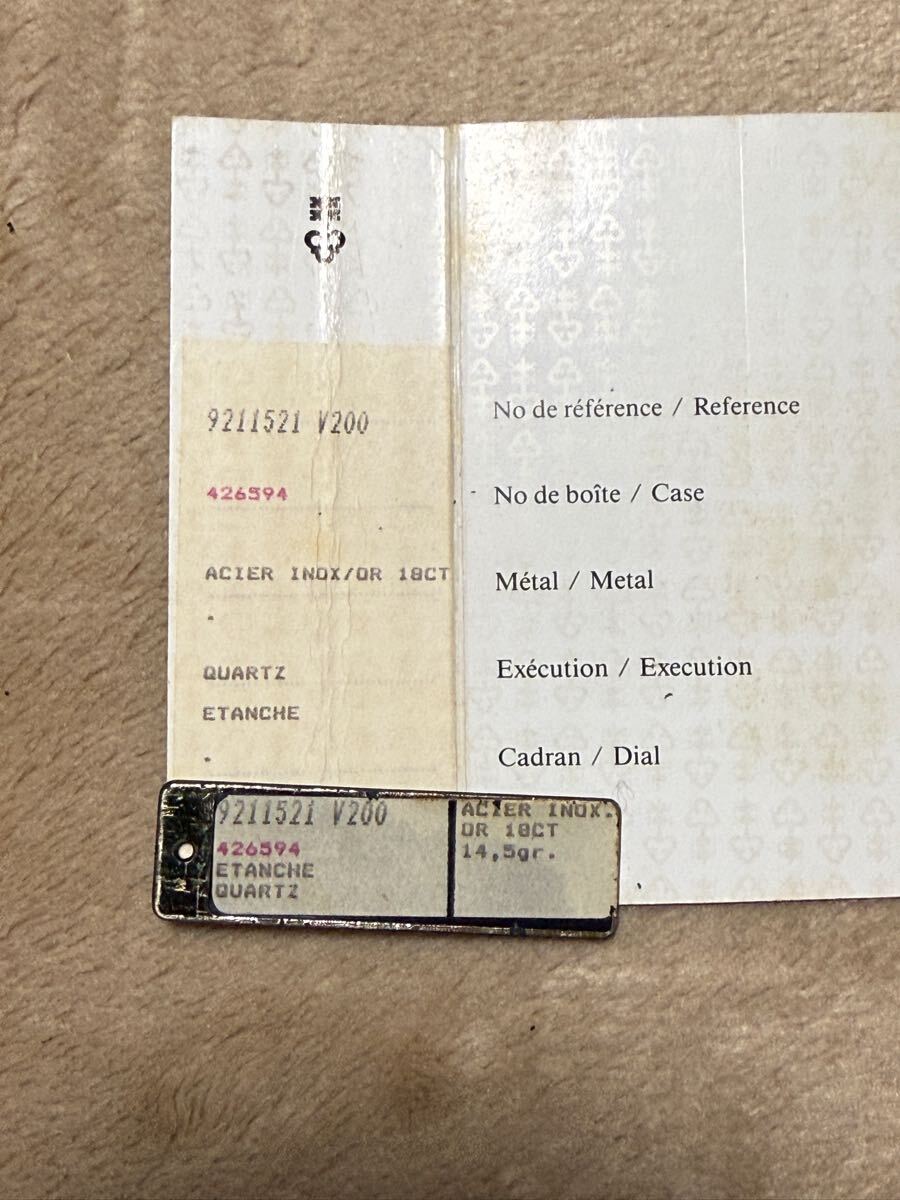 9211521 V200
No de référence / Reference
426594
No de boîte / Case
ACIER INOX/OR 18CT
Métal / Metal
QUARTZ
Exécution / Execution
ETANCHE
Cadran / Dial
9211521 V200
426594
ETANCHE
QUARTZ
ACIER INOX.
OR 18CT
14,5gr.